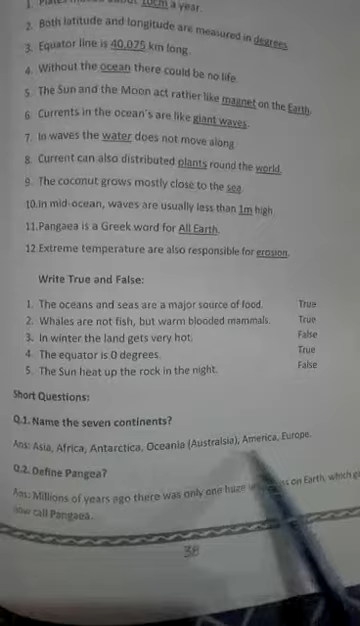 1. Plates about 10cm a year.
2. Both latitude and longitude are measured in degrees.
3. Equator line is 40,075 km long.
4. Without the ocean there could be no life.
5. The Sun and the Moon act rather like magnet on the Earth.
6. Currents in the ocean's are like giant waves.
7. In waves the water does not move along
8. Current can also distributed plants round the world.
9. The coconut grows mostly close to the sea.
10.In mid-ocean, waves are usually less than 1m high.
11.Pangaea is a Greek word for All Earth.
12.Extreme temperature are also responsible for erosion.
Write True and False:
1. The oceans and seas are a major source of food. True
2. Whales are not fish, but warm blooded mammals. True
3. In winter the land gets very hot. False
4. The equator is 0 degrees. True
5. The Sun heat up the rock in the night. False
Short Questions:
Q.1. Name the seven continents?
Ans: Asia, Africa, Antarctica, Oceania (Australsia), America, Europe.
Q.2. Define Pangea?
Ans: Millions of years ago there was only one huge on Earth, which
now call Pangaea.
38